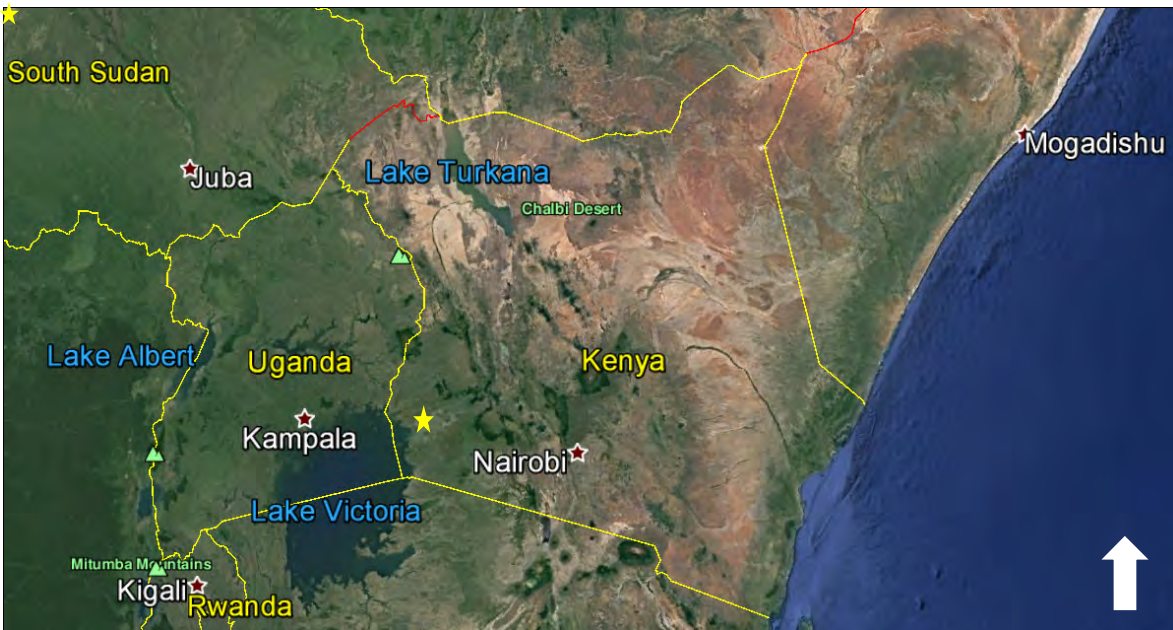 South Sudan
Mogadishu
Juba
Lake Turkana
Chalbi Desert
Lake Albert
Uganda
Kenya
Kampala
Nairobi
Lake Victoria
Mitumba Mountains
Kigali
Rwanda